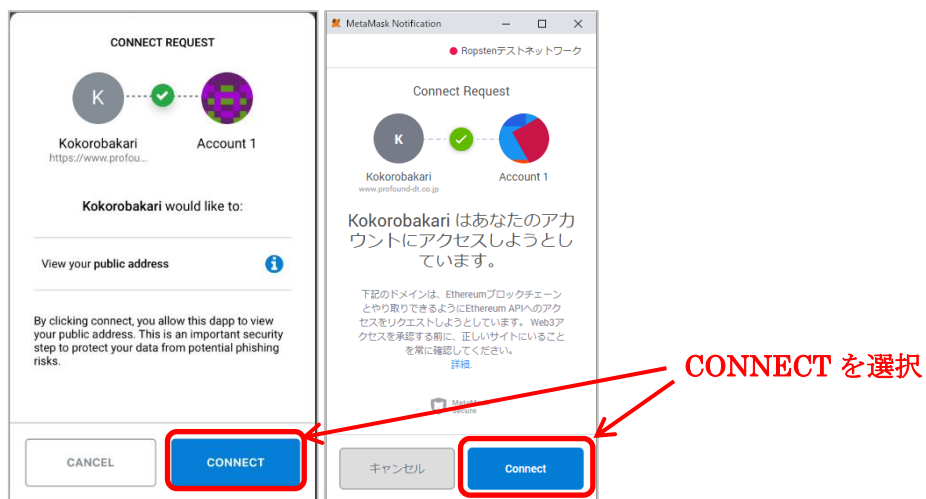 CONNECT REQUEST
K
Kokorobakari
https://www.profou...
Account 1
Kokorobakari would like to:
View your public address
By clicking connect, you allow this dapp to view
your public address. This is an important security
step to protect your data from potential phishing
risks.
CANCEL
CONNECT
MetaMask Notification
Ropstenテストネットワーク
Connect Request
K
Kokorobakari
www.profound-dt.co.jp
Account 1
Kokorobakari はあなたのアカ
ウントにアクセスしようとし
ています。
下記のドメインは、Ethereumブロックチェーン
とやり取りできるようにEthereum APIへのアク
セスをリクエストしようとしています。 Web3ア
クセスを承認する前に、正しいサイトにいること
を常に確認してください。
詳細.
Secure
キャンセル
Connect
CONNECT を選択